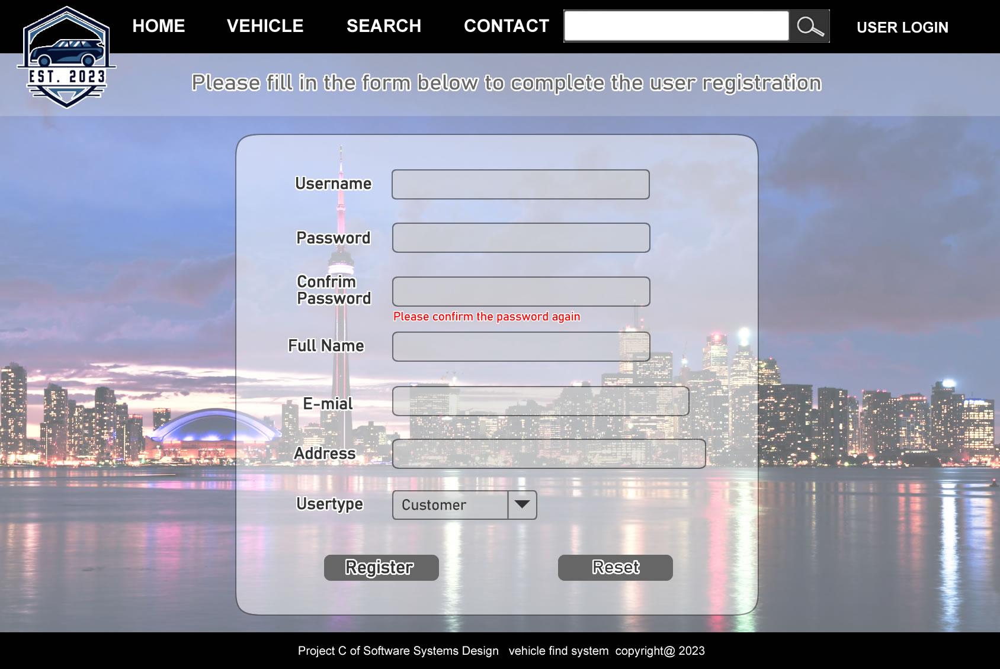 HOME VEHICLE SEARCH CONTACT USER LOGIN
EST. 2023
Please fill in the form below to complete the user registration
Username
Password
Confrim
Password
Please confirm the password again
Full Name
E-mial
Address
Usertype Customer
Register Reset
Project C of Software Systems Design vehicle find system copyright@ 2023